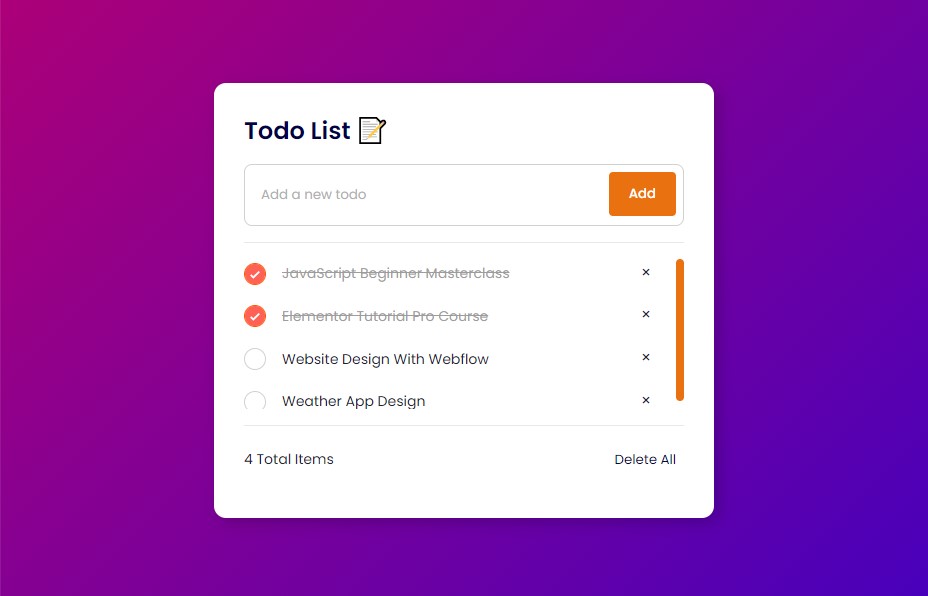 Todo List 📝
Add a new todo
Add
JavaScript Beginner Masterclass ×
Elementor Tutorial Pro Course ×
Website Design With Webflow ×
Weather App Design ×
4 Total Items
Delete All